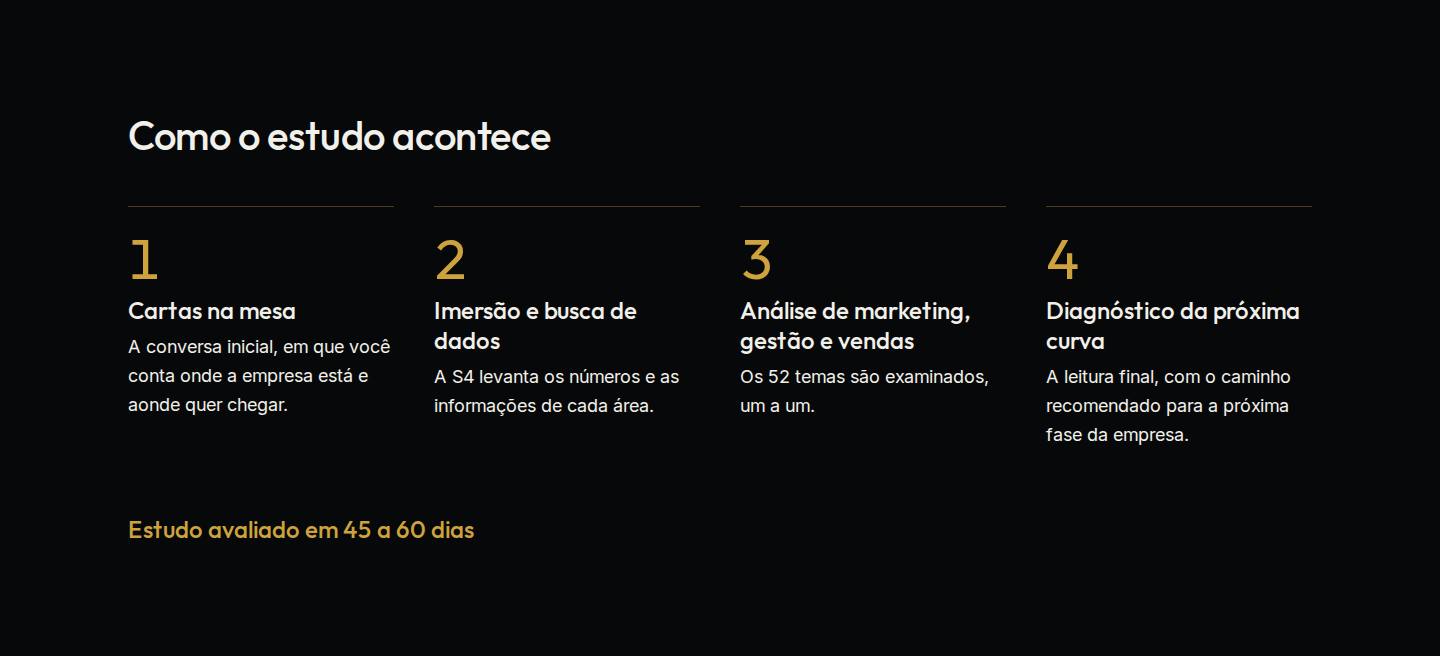 Como o estudo acontece
1
Cartas na mesa
A conversa inicial, em que você
conta onde a empresa está e
aonde quer chegar.
2
Imersão e busca de
dados
A S4 levanta os números e as
informações de cada área.
3
Análise de marketing,
gestão e vendas
Os 52 temas são examinados,
um a um.
4
Diagnóstico da próxima
curva
A leitura final, com o caminho
recomendado para a próxima
fase da empresa.
Estudo avaliado em 45 a 60 dias